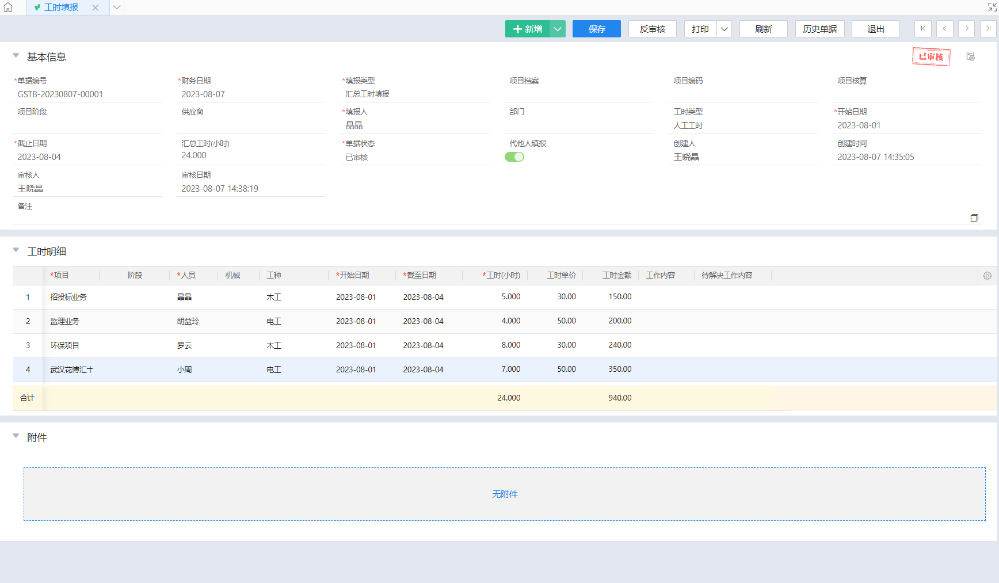 工时填报
新增 保存 反审核 打印 刷新 历史单据 退出
基本信息
已审核
*单据编号 *财务日期 *填报类型 项目档案 项目编码 项目核算
GSTB-20230807-00001 2023-08-07 汇总工时填报
项目阶段 供应商 *填报人 部门 工时类型 *开始日期
晶晶 人工工时 2023-08-01
*截止日期 汇总工时(小时) *单据状态 代他人填报 创建人 创建时间
2023-08-04 24.000 已审核 王晓晶 2023-08-07 14:35:05
审核人 审核日期
王晓晶 2023-08-07 14:38:19
备注
工时明细
*项目 阶段 *人员 机械 工种 *开始日期 *截至日期 *工时(小时) 工时单价 工时金额 工作内容 待解决工作内容
1 招投标业务 晶晶 木工 2023-08-01 2023-08-04 5.000 30.00 150.00
2 监理业务 胡益玲 电工 2023-08-01 2023-08-04 4.000 50.00 200.00
3 环保项目 罗云 木工 2023-08-01 2023-08-04 8.000 30.00 240.00
4 武汉花博汇十 小周 电工 2023-08-01 2023-08-04 7.000 50.00 350.00
合计 24.000 940.00
附件
无附件